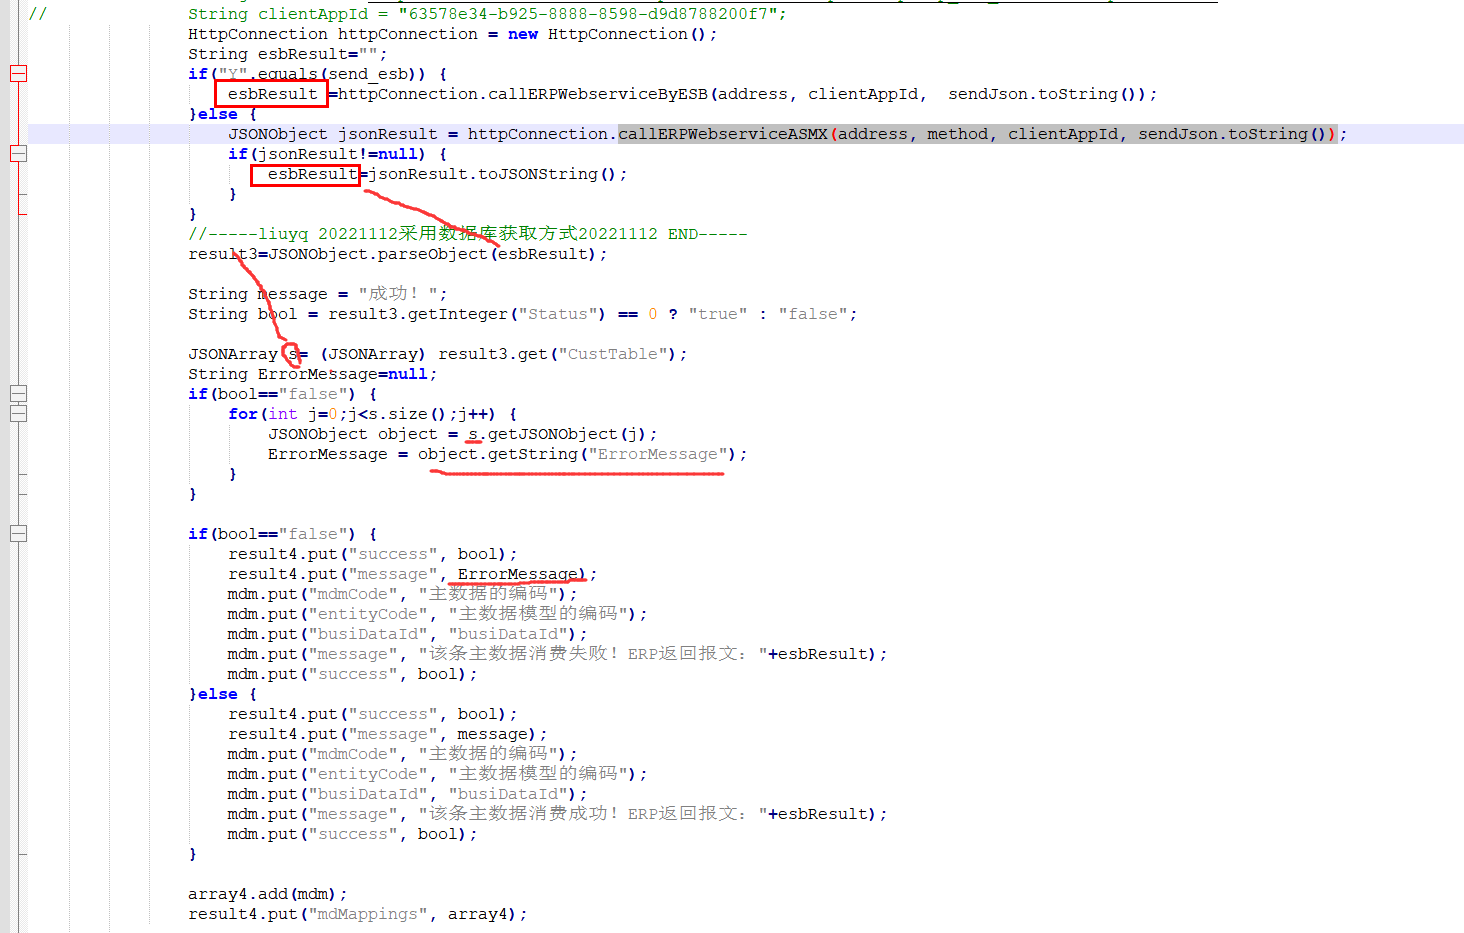 //              String clientAppId = "63578e34-b925-8888-8598-d9d8788200f7";
HttpConnection httpConnection = new HttpConnection();
String esbResult="";
if("Y".equals(send_esb)) {
esbResult =httpConnection.callERPWebserviceByESB(address, clientAppId,  sendJson.toString());
}else {
JSONObject jsonResult = httpConnection.callERPWebserviceASMX(address, method, clientAppId, sendJson.toString());
if(jsonResult!=null) {
esbResult=jsonResult.toJSONString();
}
}
//-----liuyq 20221112采用数据库获取方式20221112 END-----
result3=JSONObject.parseObject(esbResult);
String message = "成功！";
String bool = result3.getInteger("Status") == 0 ? "true" : "false";
JSONArray s= (JSONArray) result3.get("CustTable");
String ErrorMessage=null;
if(bool=="false") {
for(int j=0;j<s.size();j++) {
JSONObject object = s.getJSONObject(j);
ErrorMessage = object.getString("ErrorMessage");
}
}
if(bool=="false") {
result4.put("success", bool);
result4.put("message", ErrorMessage);
mdm.put("mdmCode", "主数据的编码");
mdm.put("entityCode", "主数据模型的编码");
mdm.put("busiDataId", "busiDataId");
mdm.put("message", "该条主数据消费失败！ERP返回报文："+esbResult);
mdm.put("success", bool);
}else {
result4.put("success", bool);
result4.put("message", message);
mdm.put("mdmCode", "主数据的编码");
mdm.put("entityCode", "主数据模型的编码");
mdm.put("busiDataId", "busiDataId");
mdm.put("message", "该条主数据消费成功！ERP返回报文："+esbResult);
mdm.put("success", bool);
}
array4.add(mdm);
result4.put("mdMappings", array4);